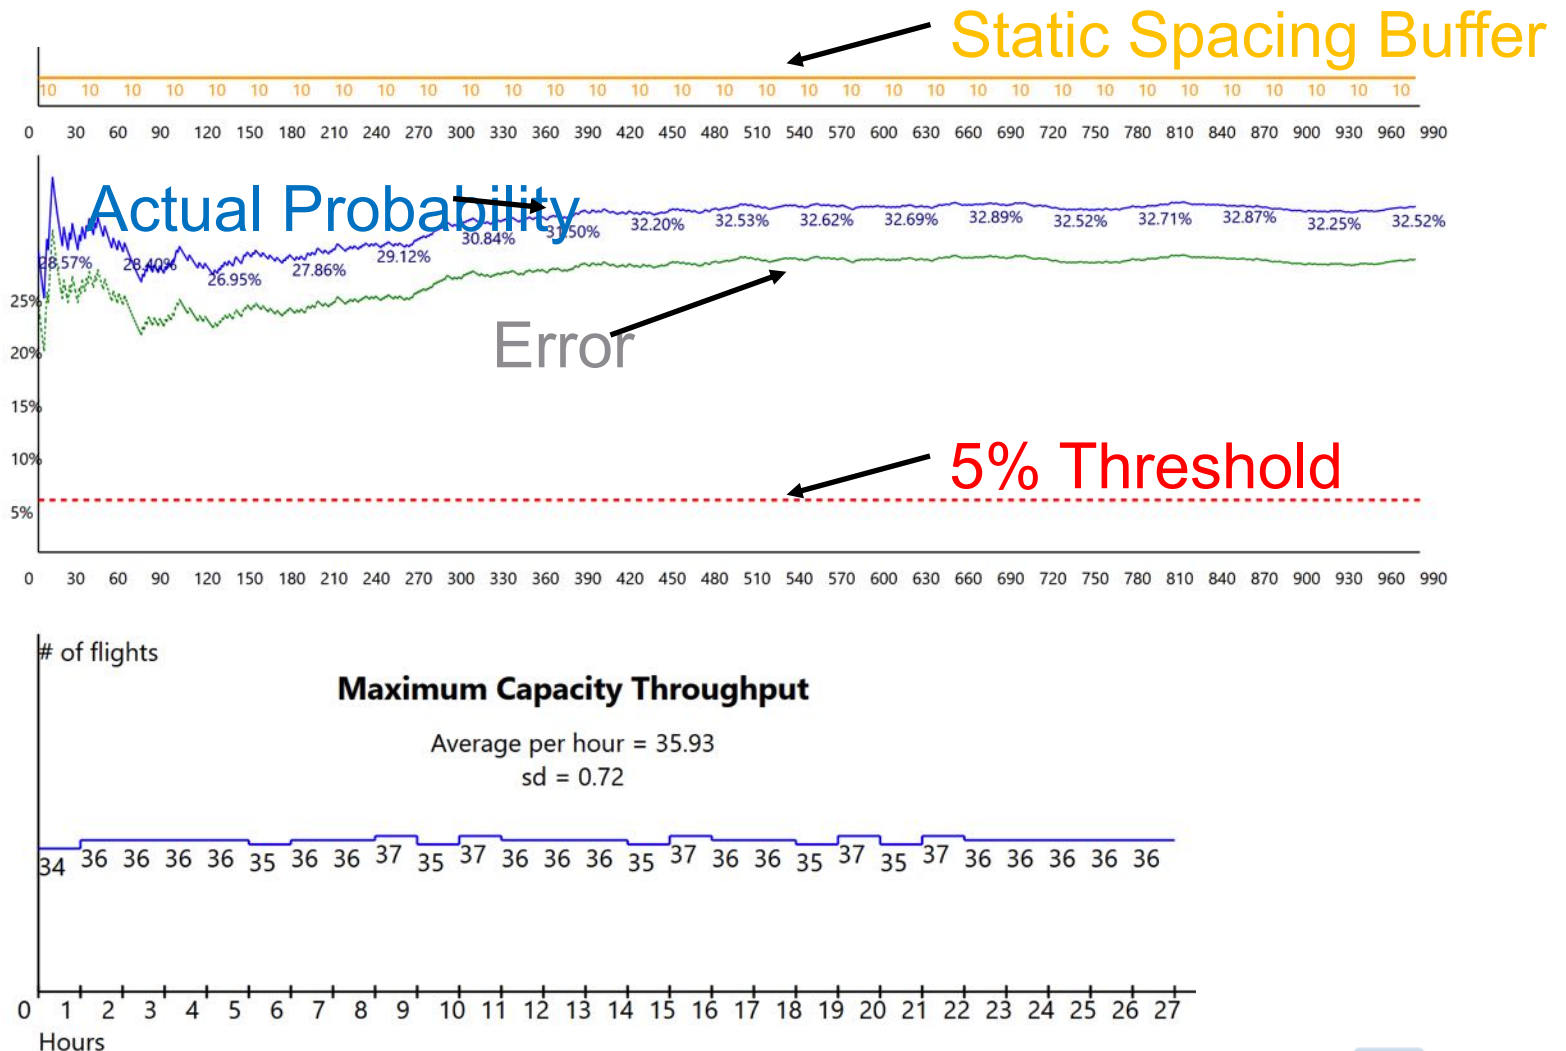 Static Spacing Buffer
10 10 10 10 10 10 10 10 10 10 10 10 10 10 10 10 10 10 10 10 10 10 10 10 10 10 10 10 10 10 10 10 10
0 30 60 90 120 150 180 210 240 270 300 330 360 390 420 450 480 510 540 570 600 630 660 690 720 750 780 810 840 870 900 930 960 990
Actual Probability
28.57% 28.40% 26.95% 27.86% 29.12% 30.84% 31.50% 32.20% 32.53% 32.62% 32.69% 32.89% 32.52% 32.71% 32.87% 32.25% 32.52%
25%
Error
20%
15%
10%
5% Threshold
5%
0 30 60 90 120 150 180 210 240 270 300 330 360 390 420 450 480 510 540 570 600 630 660 690 720 750 780 810 840 870 900 930 960 990
# of flights
Maximum Capacity Throughput
Average per hour = 35.93
sd = 0.72
34 36 36 36 36 35 36 36 37 35 37 36 36 36 35 37 36 36 35 37 35 37 36 36 36 36 36
0 1 2 3 4 5 6 7 8 9 10 11 12 13 14 15 16 17 18 19 20 21 22 23 24 25 26 27
Hours